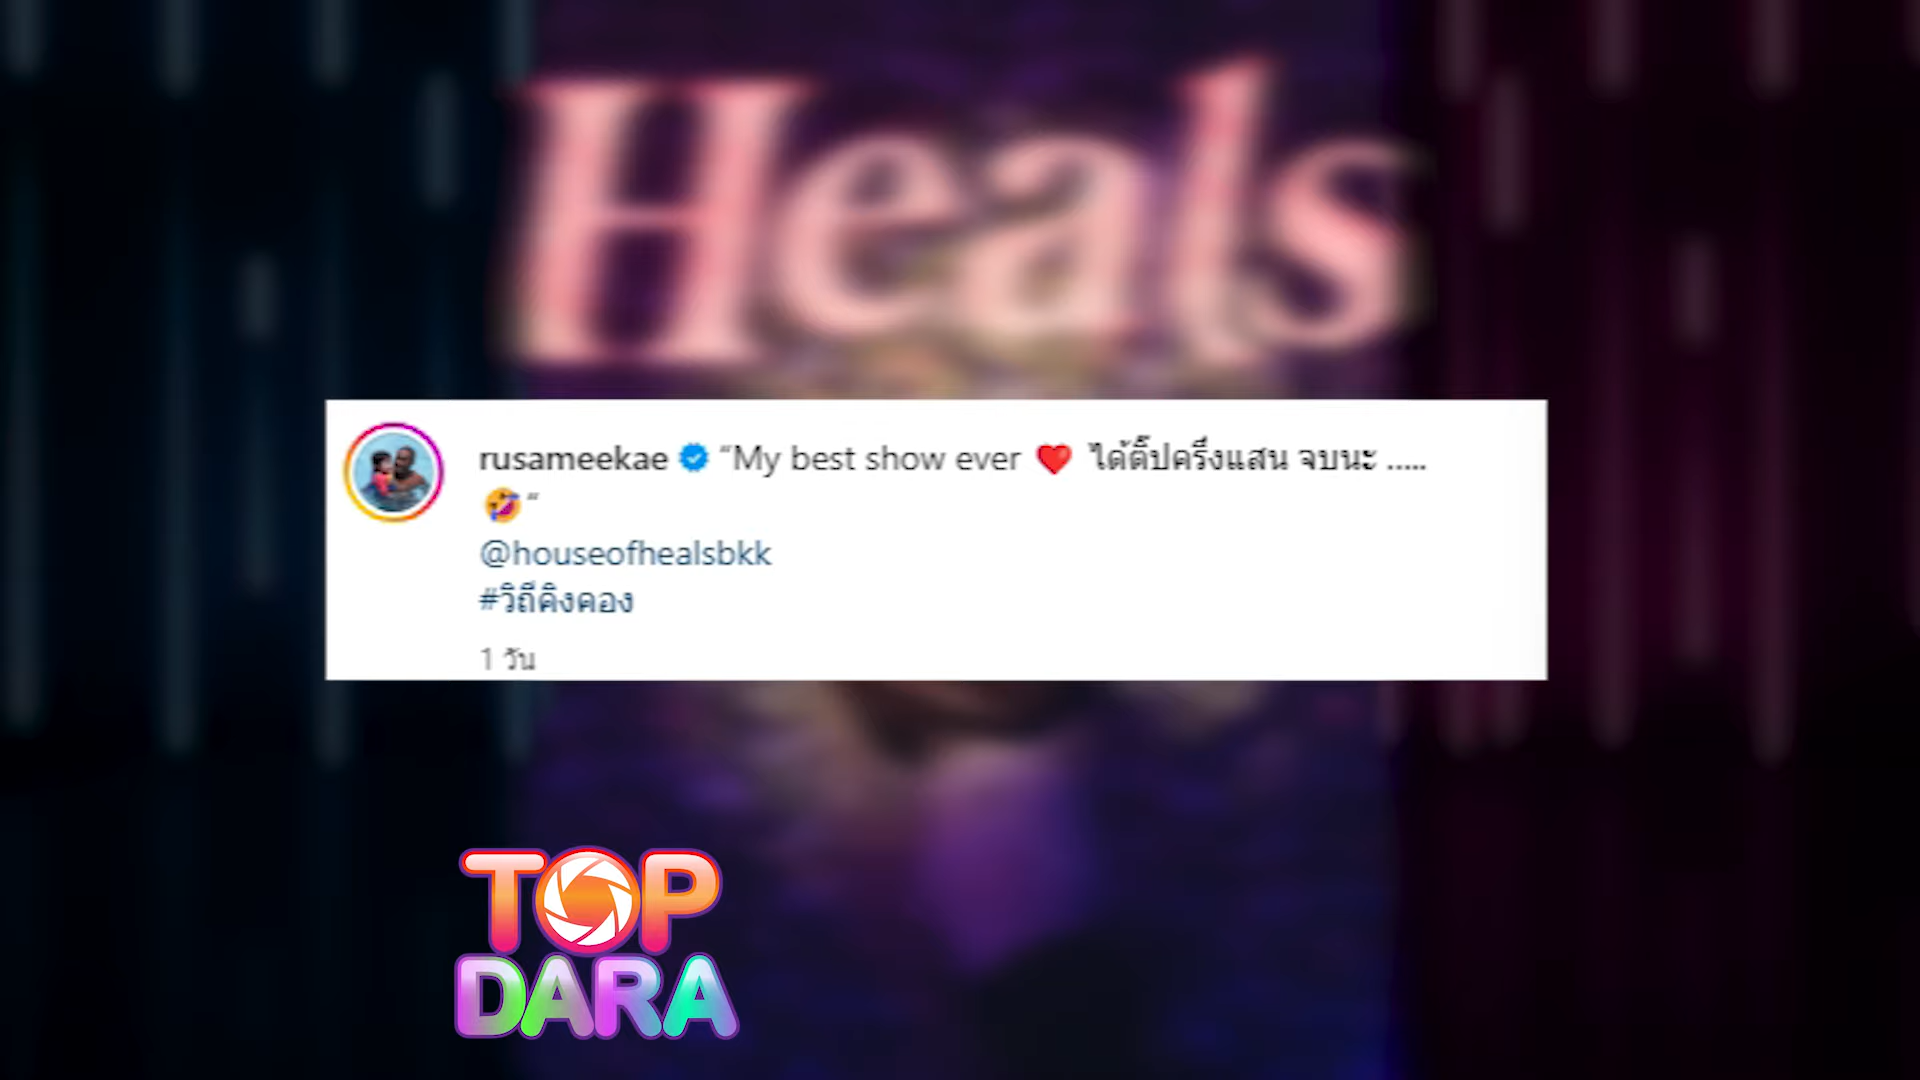 Heals
rusameekae “My best show ever ❤️ ได้ติ๊ปครึ่งแสน จบนะ .....
🤣“
@houseofhealsbkk
#วิถีคิงคอง
1 วัน
TOP
DARA